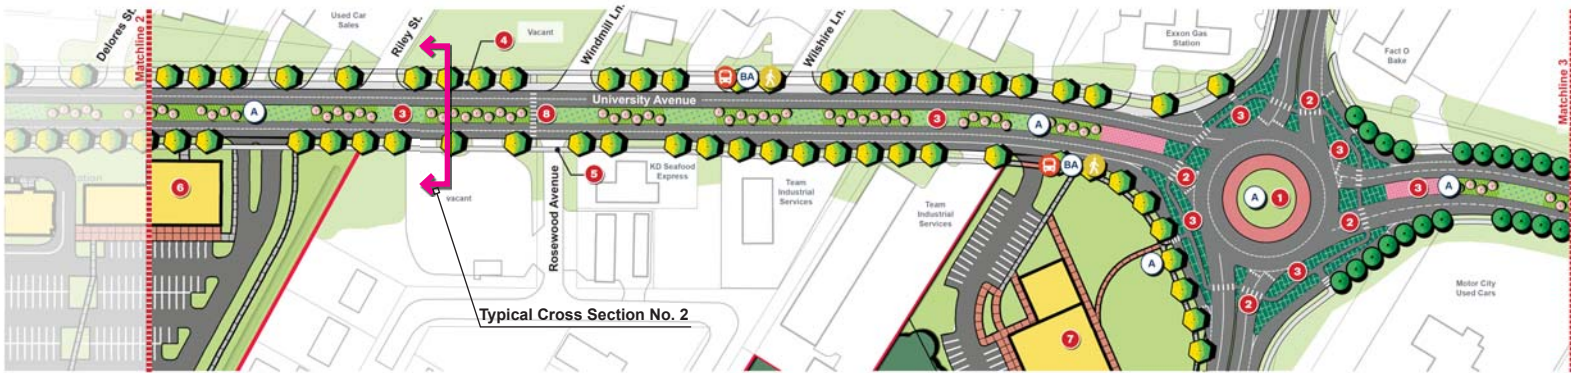 Delores St.
Matchline 2
Used Car
Sales
Riley St.
4
Vacant
Windmill Ln.
BA
Wilshire Ln.
Exxon Gas
Station
Fact O
Bake
Matchline 3
University Avenue
A
3
8
3
A
3
2
3
2
3
A
2
3
2
3
A
1
BA
6
vacant
Rosewood Avenue
5
KD Seafood
Express
Team
Industrial
Services
Team
Industrial
Services
A
2
7
Motor City
Used Cars
Typical Cross Section No. 2